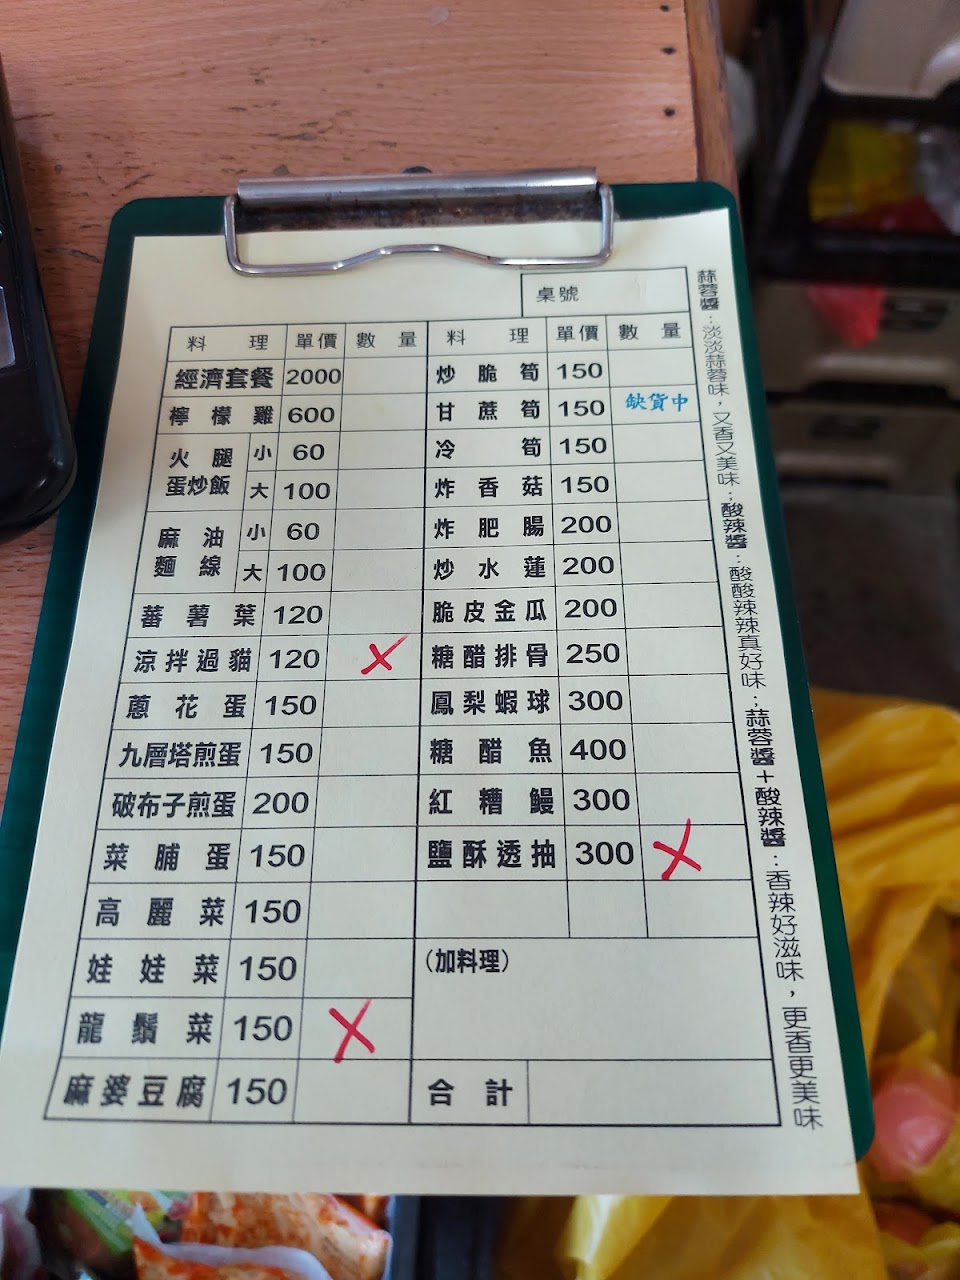 桌號
料理 單價 數量
經濟套餐 2000
檸檬雞 600
火腿蛋炒飯 小 60
大 100
麻油麵線 小 60
大 100
蕃薯葉 120
涼拌過貓 120 X
蔥花蛋 150
九層塔煎蛋 150
破布子煎蛋 200
菜脯蛋 150
高麗菜 150
娃娃菜 150
龍鬚菜 150 X
麻婆豆腐 150
料理 單價 數量
炒脆筍 150
甘蔗筍 150 缺貨中
冷筍 150
炸香菇 150
炸肥腸 200
炒水蓮 200
脆皮金瓜 200
糖醋排骨 250
鳳梨蝦球 300
糖醋魚 400
紅糟鰻 300
鹽酥透抽 300 X
(加料理)
合計
蒜蓉醬：淡淡蒜蓉味，又香又美味；酸辣醬：酸酸辣辣真好味；蒜蓉醬＋酸辣醬：香辣好滋味，更香更美味